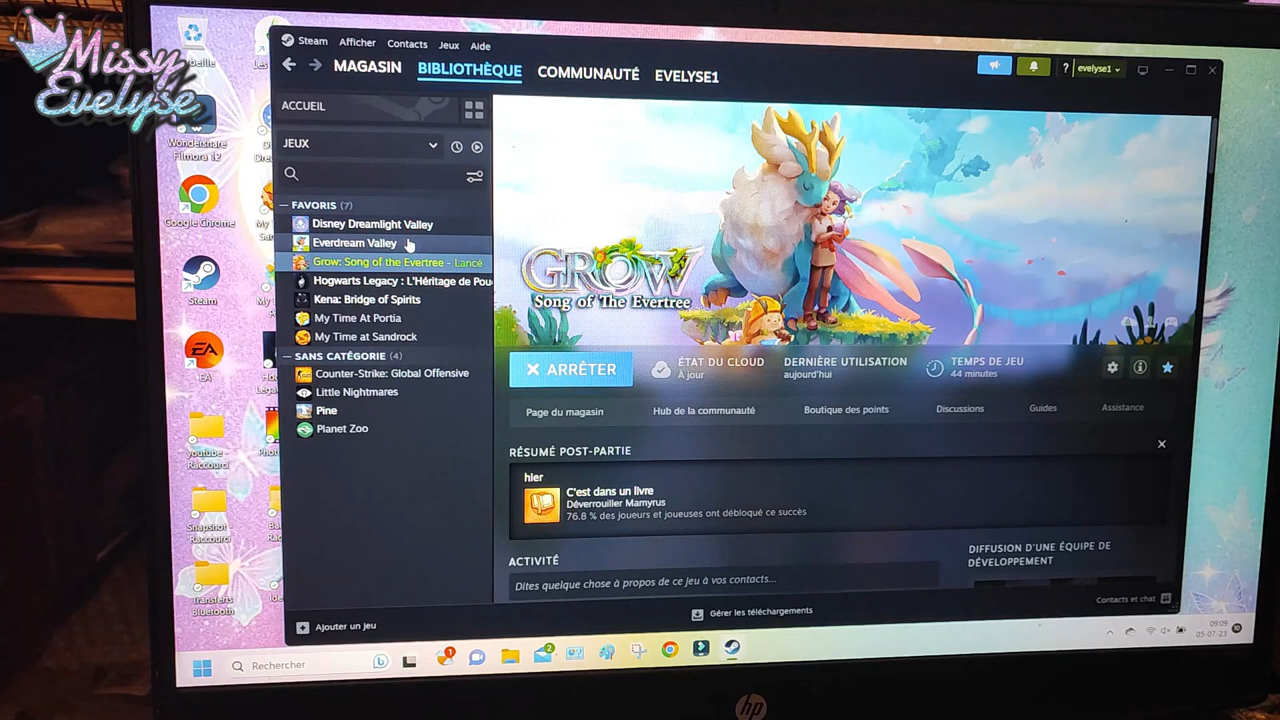 Missy
Evelyse
Steam Afficher Contacts Jeux Aide
MAGASIN BIBLIOTHÈQUE COMMUNAUTÉ EVELYSE1
? evelyse1
ACCUEIL
JEUX
FAVORIS (7)
Disney Dreamlight Valley
Everdream Valley
Grow: Song of the Evertree - Lancé
Hogwarts Legacy : L'Héritage de Pou
Kena: Bridge of Spirits
My Time At Portia
My Time at Sandrock
SANS CATÉGORIE (4)
Counter-Strike: Global Offensive
Little Nightmares
Pine
Planet Zoo
GROW
Song of The Evertree
ARRÊTER
ÉTAT DU CLOUD
À jour
DERNIÈRE UTILISATION
aujourd'hui
TEMPS DE JEU
44 minutes
Page du magasin Hub de la communauté Boutique des points Discussions Guides Assistance
RÉSUMÉ POST-PARTIE
hier
C'est dans un livre
Déverrouiller Mamyrus
76.8 % des joueurs et joueuses ont débloqué ce succès
ACTIVITÉ
Dites quelque chose à propos de ce jeu à vos contacts...
DIFFUSION D'UNE ÉQUIPE DE
DÉVELOPPEMENT
Ajouter un jeu
Gérer les téléchargements
Contacts et chat
Wondershare
Filmora 12
Google Chrome
Steam
EA
EA
youtube -
Raccourci
Snapshot -
Raccourci
Transferts
Bluetooth
Rechercher
09:09
05-07-23
hp